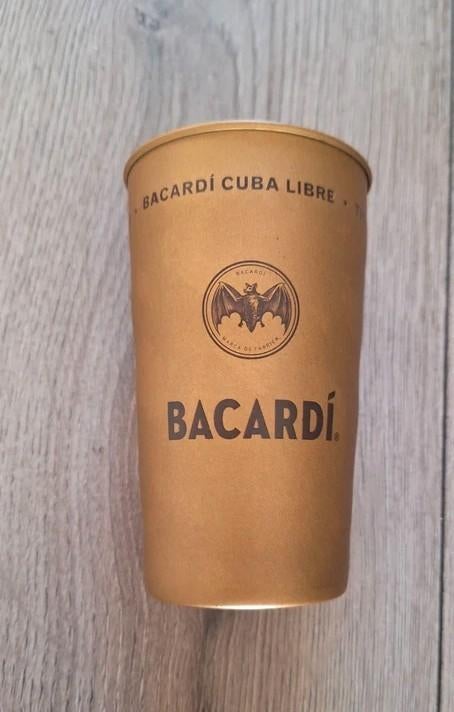 • BACARDÍ CUBA LIBRE •
BACARDÍ
MARCA DE FABRICA
BACARDÍ®